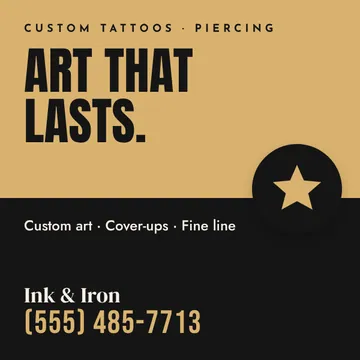 CUSTOM TATTOOS · PIERCING
ART THAT
LASTS.
Custom art · Cover-ups · Fine line
Ink & Iron
(555) 485-7713